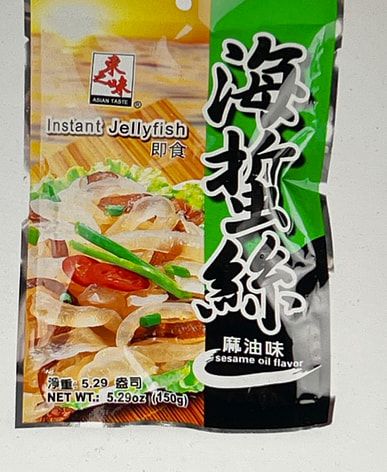 東之味
ASIAN TASTE ®
Instant Jellyfish
即食
海蜇絲
麻油味
sesame oil flavor
淨重 5.29 盎司
NET WT.: 5.29oz (150g)